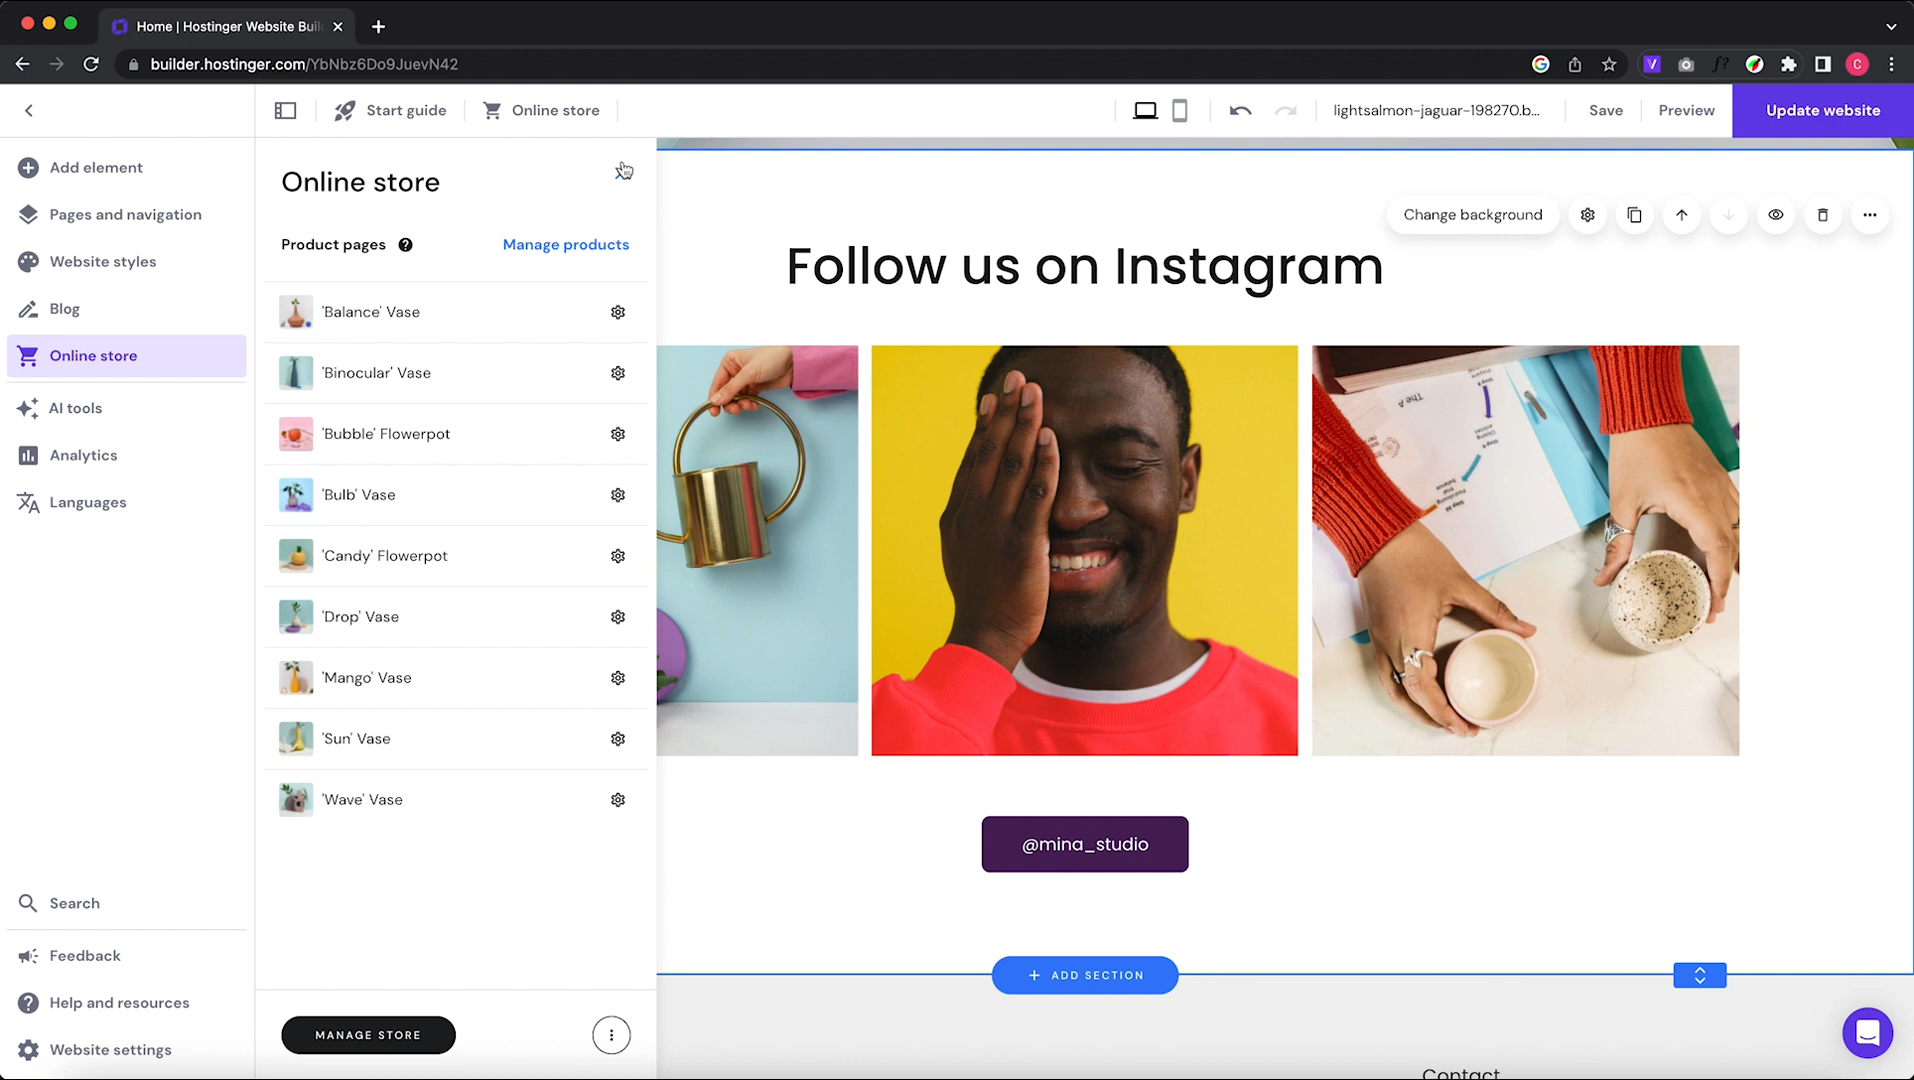 Home | Hostinger Website Buil
builder.hostinger.com/YbNbz6Do9JuevN42
C
Start guide
Online store
lightsalmon-jaguar-198270.b...
Save
Preview
Update website
Add element
Pages and navigation
Website styles
Blog
Online store
AI tools
Analytics
Languages
Search
Feedback
Help and resources
Website settings
Online store
Product pages
Manage products
'Balance' Vase
'Binocular' Vase
'Bubble' Flowerpot
'Bulb' Vase
'Candy' Flowerpot
'Drop' Vase
'Mango' Vase
'Sun' Vase
'Wave' Vase
MANAGE STORE
Change background
Follow us on Instagram
The A
@mina_studio
+ ADD SECTION
Contact